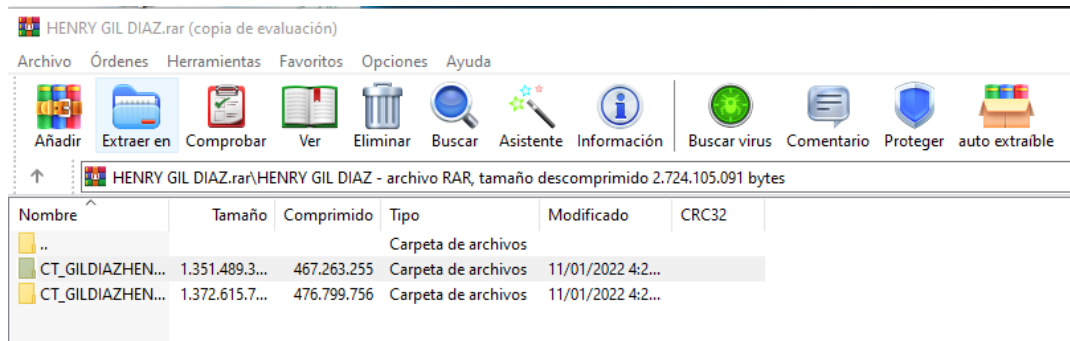 HENRY GIL DIAZ.rar (copia de evaluación)
Archivo Órdenes Herramientas Favoritos Opciones Ayuda
Añadir Extraer en Comprobar Ver Eliminar Buscar Asistente Información Buscar virus Comentario Proteger auto extraíble
HENRY GIL DIAZ.rar\HENRY GIL DIAZ - archivo RAR, tamaño descomprimido 2.724.105.091 bytes
Nombre Tamaño Comprimido Tipo Modificado CRC32
.. Carpeta de archivos
CT_GILDIAZHEN... 1.351.489.3... 467.263.255 Carpeta de archivos 11/01/2022 4:2...
CT_GILDIAZHEN... 1.372.615.7... 476.799.756 Carpeta de archivos 11/01/2022 4:2...